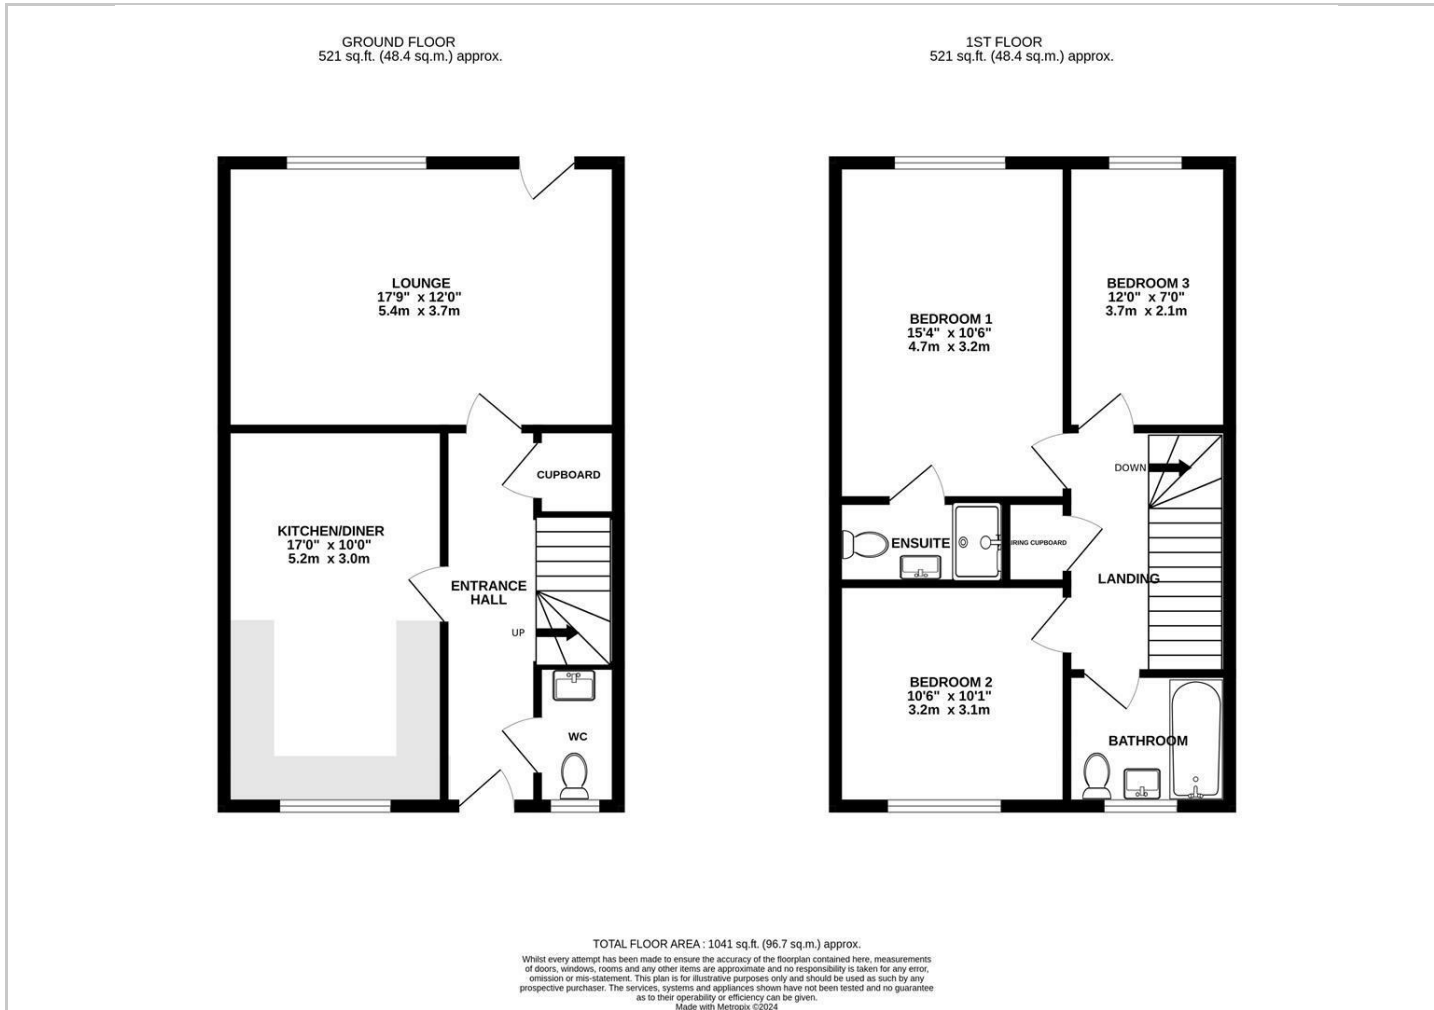 GROUND FLOOR
521 sq.ft. (48.4 sq.m.) approx.
LOUNGE
17'9" x 12'0"
5.4m x 3.7m
CUPBOARD
KITCHEN/DINER
17'0" x 10'0"
5.2m x 3.0m
ENTRANCE
HALL
UP
WC
1ST FLOOR
521 sq.ft. (48.4 sq.m.) approx.
BEDROOM 1
15'4" x 10'6"
4.7m x 3.2m
BEDROOM 3
12'0" x 7'0"
3.7m x 2.1m
DOWN
ENSUITE
IRING CUPBOARD
LANDING
BEDROOM 2
10'6" x 10'1"
3.2m x 3.1m
BATHROOM
TOTAL FLOOR AREA : 1041 sq.ft. (96.7 sq.m.) approx.
Whilst every attempt has been made to ensure the accuracy of the floorplan contained here, measurements
of doors, windows, rooms and any other items are approximate and no responsibility is taken for any error,
omission or mis-statement. This plan is for illustrative purposes only and should be used as such by any
prospective purchaser. The services, systems and appliances shown have not been tested and no guarantee
as to their operability or efficiency can be given.
Made with Metropix ©2024